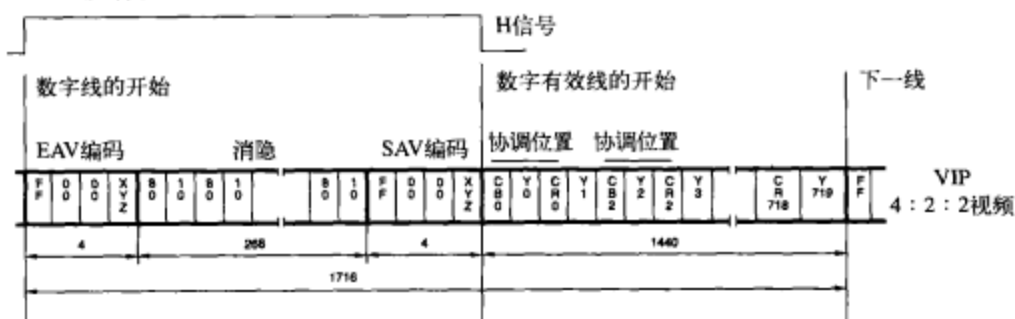 H信号
数字线的开始 数字有效线的开始 下一线
EAV编码 消隐 SAV编码 协调位置 协调位置
FF 00 00 XYZ 80 10 80 10 80 10 FF 00 00 XYZ CB0 Y0 CR0 Y1 CB2 Y2 CR2 Y3 CR718 Y719 FF
VIP
4:2:2视频
4 268 4 1440
1716